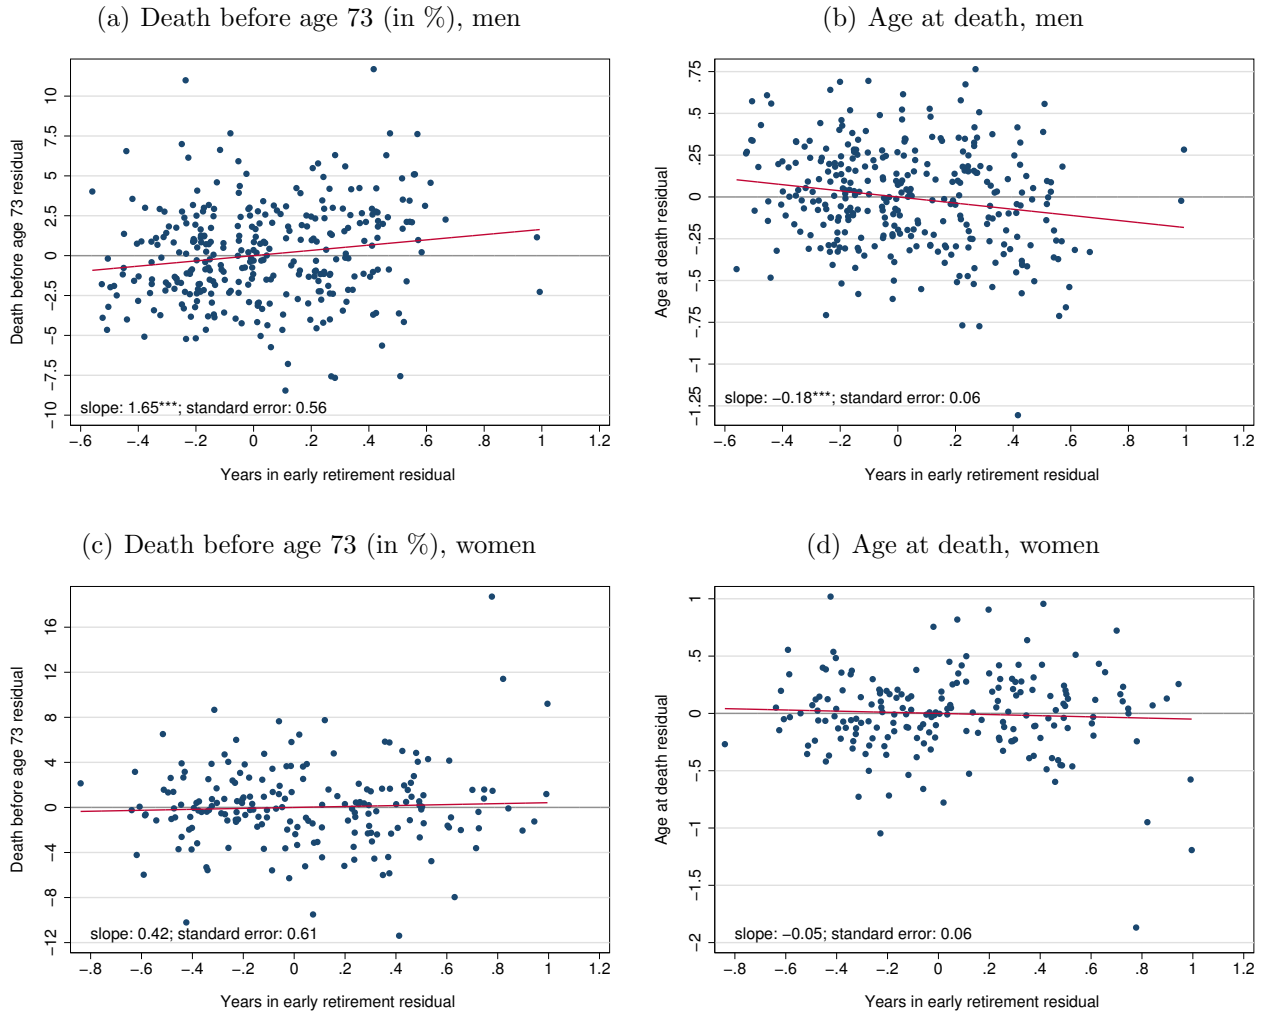 (a) Death before age 73 (in %), men
Death before age 73 residual
10
7.5
5
2.5
0
−2.5
−5
−7.5
−10
slope: 1.65***; standard error: 0.56
−.6 −.4 −.2 0 .2 .4 .6 .8 1 1.2
Years in early retirement residual
(b) Age at death, men
Age at death residual
.75
.5
.25
0
−.25
−.5
−.75
−1
−1.25
slope: −0.18***; standard error: 0.06
−.6 −.4 −.2 0 .2 .4 .6 .8 1 1.2
Years in early retirement residual
(c) Death before age 73 (in %), women
Death before age 73 residual
16
12
8
4
0
−4
−8
−12
slope: 0.42; standard error: 0.61
−.8 −.6 −.4 −.2 0 .2 .4 .6 .8 1 1.2
Years in early retirement residual
(d) Age at death, women
Age at death residual
1
.5
0
−.5
−1
−1.5
−2
slope: −0.05; standard error: 0.06
−.8 −.6 −.4 −.2 0 .2 .4 .6 .8 1 1.2
Years in early retirement residual